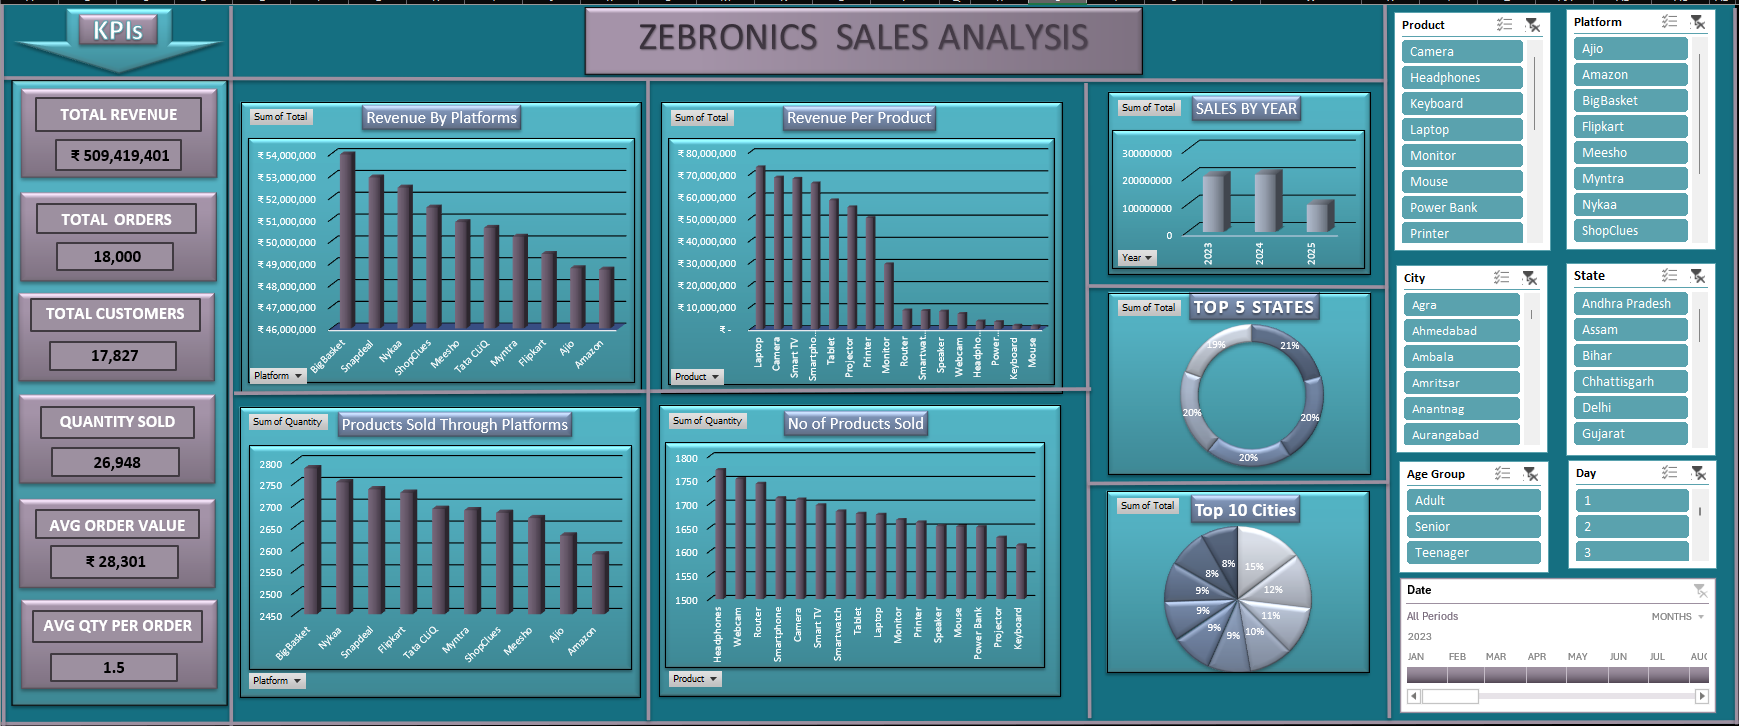 KPIs
ZEBRONICS  SALES ANALYSIS
TOTAL REVENUE
₹ 509,419,401
TOTAL  ORDERS
18,000
TOTAL CUSTOMERS
17,827
QUANTITY SOLD
26,948
AVG ORDER VALUE
₹ 28,301
AVG QTY PER ORDER
1.5
Sum of Total
Revenue By Platforms
₹ 54,000,000
₹ 53,000,000
₹ 52,000,000
₹ 51,000,000
₹ 50,000,000
₹ 49,000,000
₹ 48,000,000
₹ 47,000,000
₹ 46,000,000
BigBasket
Snapdeal
Nykaa
ShopClues
Meesho
Tata CLiQ
Myntra
Flipkart
Ajio
Amazon
Platform
Sum of Total
Revenue Per Product
₹ 80,000,000
₹ 70,000,000
₹ 60,000,000
₹ 50,000,000
₹ 40,000,000
₹ 30,000,000
₹ 20,000,000
₹ 10,000,000
₹ -
Laptop
Camera
Smart TV
Smartpho...
Tablet
Projector
Printer
Monitor
Router
Smartwat...
Speaker
Webcam
Headpho...
Power...
Keyboard
Mouse
Product
Sum of Total
SALES BY YEAR
300000000
200000000
100000000
0
2023
2024
2025
Year
Sum of Total
TOP 5 STATES
19%
21%
20%
20%
20%
Sum of Quantity
Products Sold Through Platforms
2800
2750
2700
2650
2600
2550
2500
2450
BigBasket
Nykaa
Snapdeal
Flipkart
Tata CLiQ
Myntra
ShopClues
Meesho
Ajio
Amazon
Platform
Sum of Quantity
No of Products Sold
1800
1750
1700
1650
1600
1550
1500
Headphones
Webcam
Router
Smartphone
Camera
Smart TV
Smartwatch
Tablet
Laptop
Monitor
Printer
Speaker
Mouse
Power Bank
Projector
Keyboard
Product
Sum of Total
Top 10 Cities
15%
12%
11%
10%
9%
9%
9%
9%
8%
8%
Product
Camera
Headphones
Keyboard
Laptop
Monitor
Mouse
Power Bank
Printer
Platform
Ajio
Amazon
BigBasket
Flipkart
Meesho
Myntra
Nykaa
ShopClues
City
Agra
Ahmedabad
Ambala
Amritsar
Anantnag
Aurangabad
State
Andhra Pradesh
Assam
Bihar
Chhattisgarh
Delhi
Gujarat
Age Group
Adult
Senior
Teenager
Day
1
2
3
Date
All Periods
MONTHS
2023
JAN FEB MAR APR MAY JUN JUL